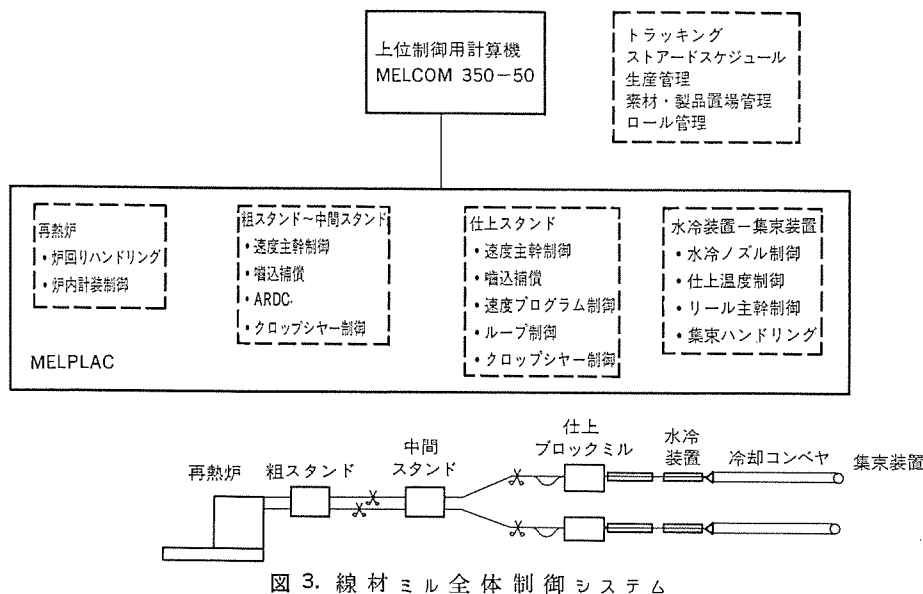 上位制御用計算機
MELCOM 350-50
トラッキング
ストアードスケジュール
生産管理
素材・製品置場管理
ロール管理
再熱炉
・炉回りハンドリング
・炉内計装制御
粗スタンド〜中間スタンド
・速度主幹制御
・噛込補償
・ARDC
・クロップシャー制御
仕上スタンド
・速度主幹制御
・噛込補償
・速度プログラム制御
・ループ制御
・クロップシャー制御
水冷装置ー集束装置
・水冷ノズル制御
・仕上温度制御
・リール主幹制御
・集束ハンドリング
MELPLAC
再熱炉
粗スタンド
中間
スタンド
仕上
ブロックミル
水冷
装置
冷却コンベヤ
集束装置
図 3. 線材ミル全体制御システム